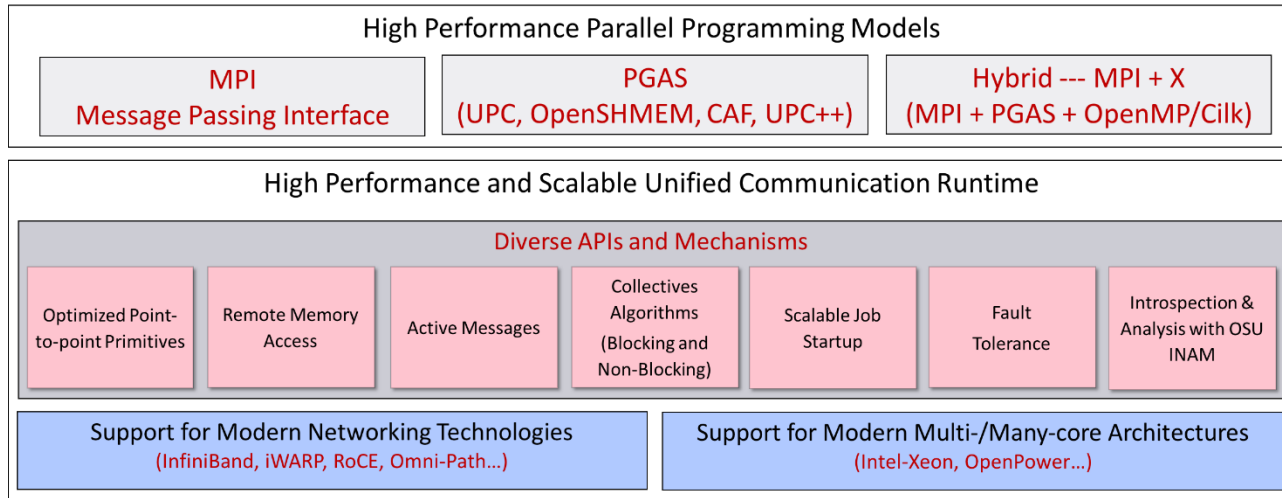 High Performance Parallel Programming Models
MPI
Message Passing Interface
PGAS
(UPC, OpenSHMEM, CAF, UPC++)
Hybrid --- MPI + X
(MPI + PGAS + OpenMP/Cilk)
High Performance and Scalable Unified Communication Runtime
Diverse APIs and Mechanisms
Optimized Point-
to-point Primitives
Remote Memory
Access
Active Messages
Collectives
Algorithms
(Blocking and
Non-Blocking)
Scalable Job
Startup
Fault
Tolerance
Introspection &
Analysis with OSU
INAM
Support for Modern Networking Technologies
(InfiniBand, iWARP, RoCE, Omni-Path...)
Support for Modern Multi-/Many-core Architectures
(Intel-Xeon, OpenPower...)